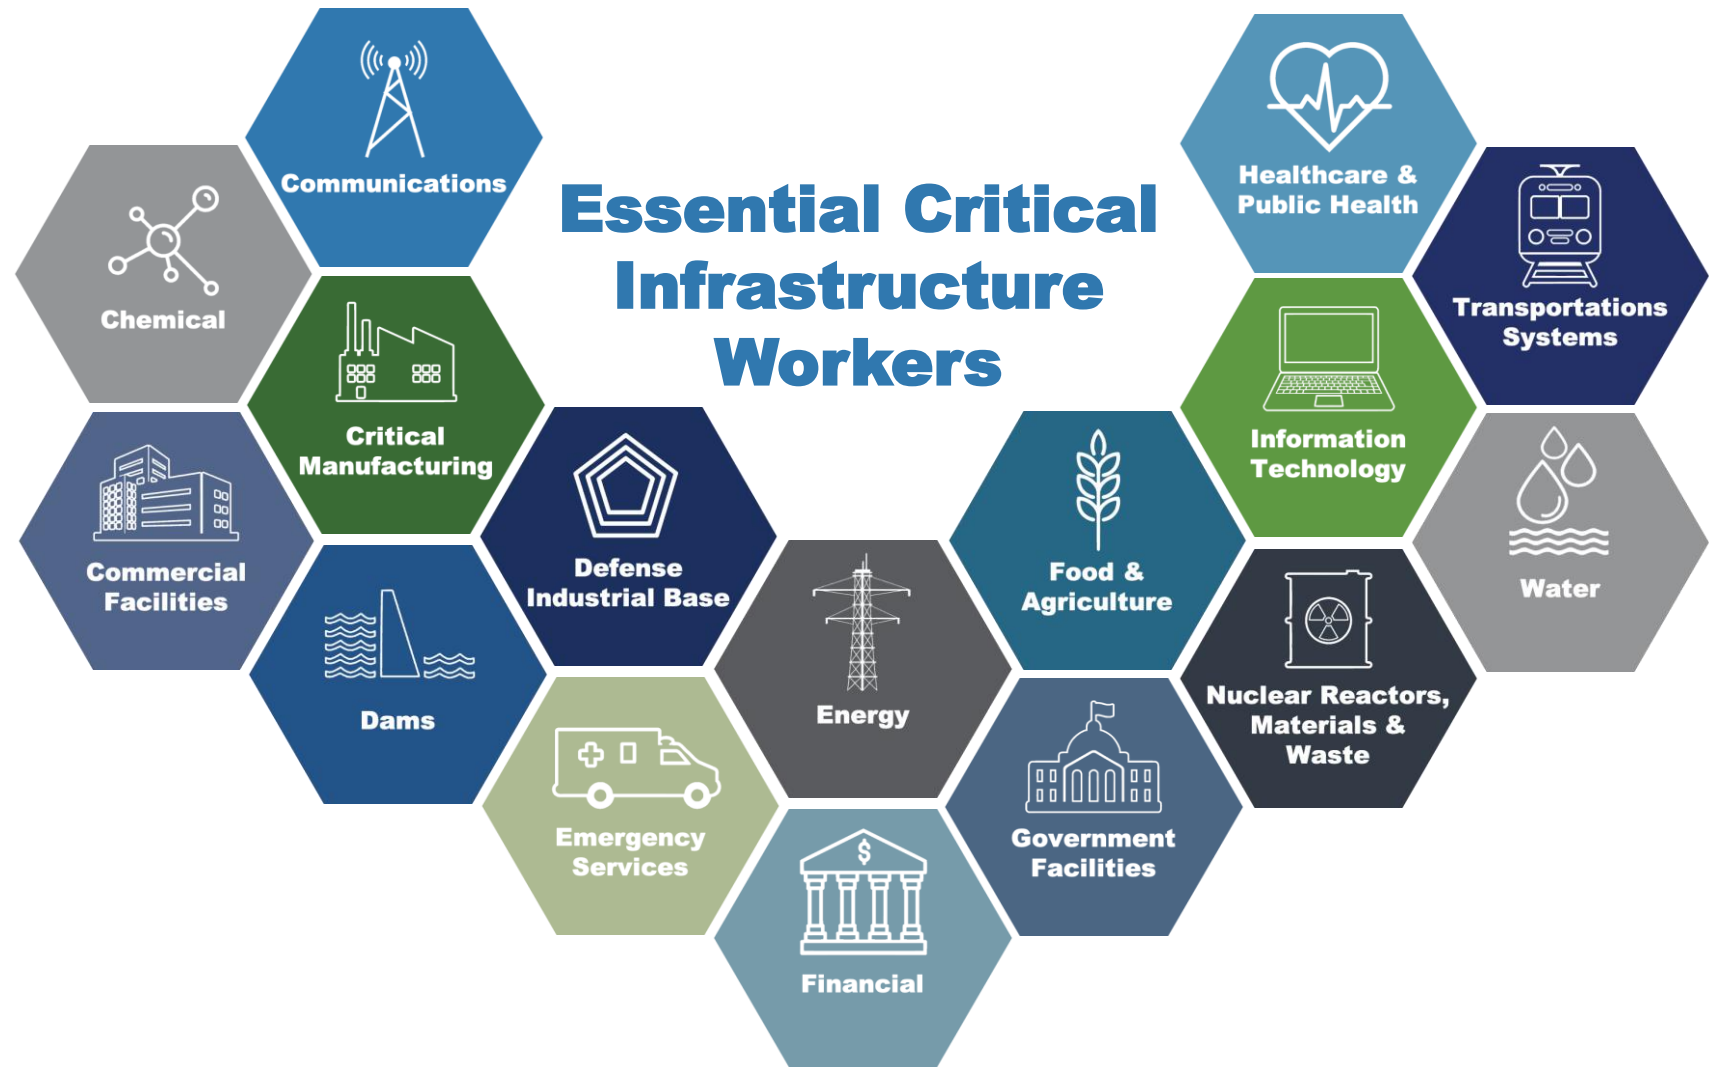 Essential Critical
Infrastructure
Workers
Communications
Chemical
Critical
Manufacturing
Commercial
Facilities
Dams
Defense
Industrial Base
Emergency
Services
Energy
$
Financial
Food &
Agriculture
Government
Facilities
Healthcare &
Public Health
Information
Technology
Nuclear Reactors,
Materials &
Waste
Transportations
Systems
Water